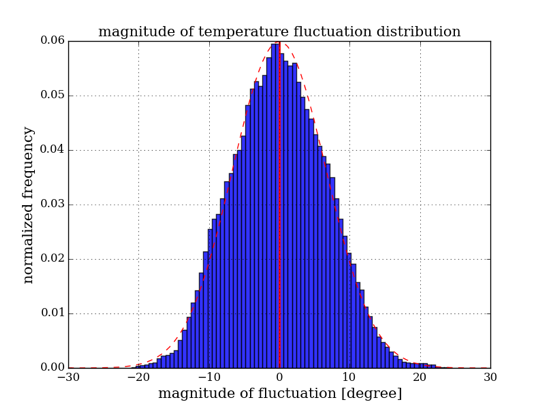 magnitude of temperature fluctuation distribution
0.06
0.05
0.04
0.03
0.02
0.01
0.00
normalized frequency
−30 −20 −10 0 10 20 30
magnitude of fluctuation [degree]